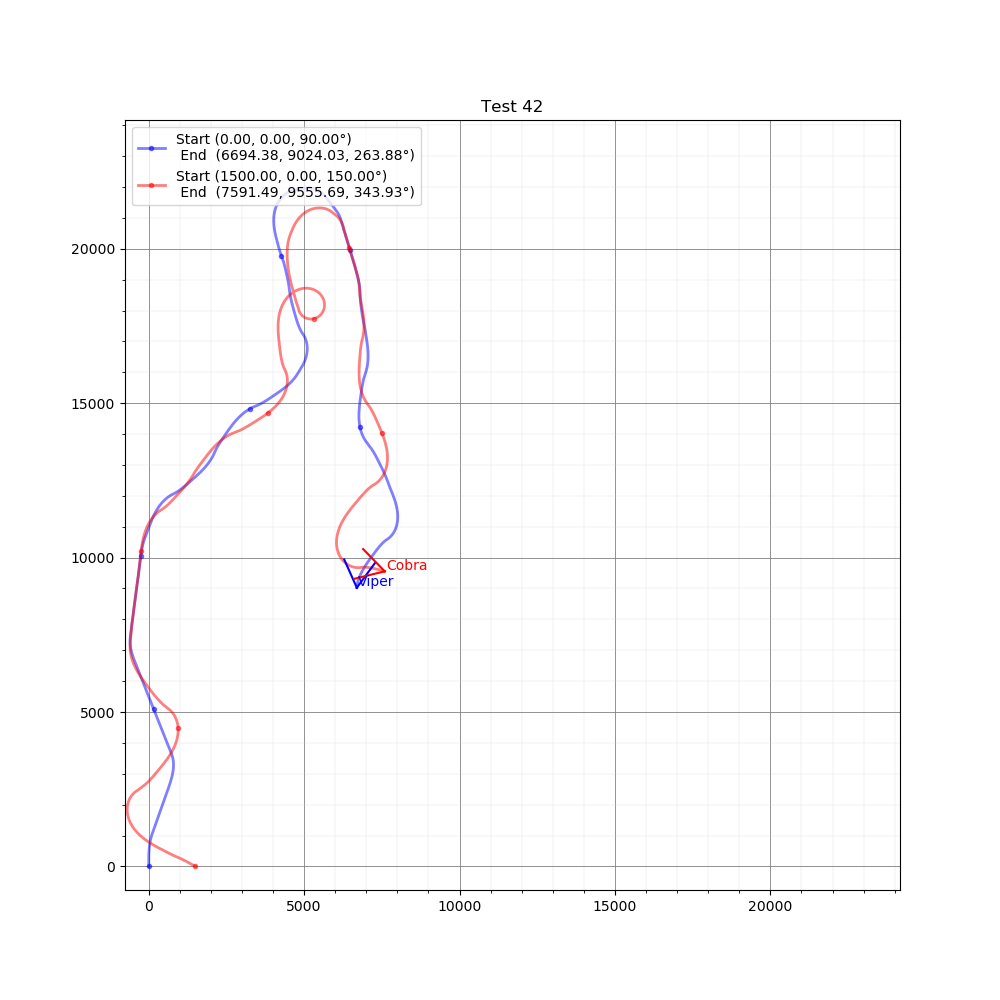 Test 42
Start (0.00, 0.00, 90.00°)
End  (6694.38, 9024.03, 263.88°)
Start (1500.00, 0.00, 150.00°)
End  (7591.49, 9555.69, 343.93°)
20000
15000
10000
5000
0
Cobra
Viper
0 5000 10000 15000 20000